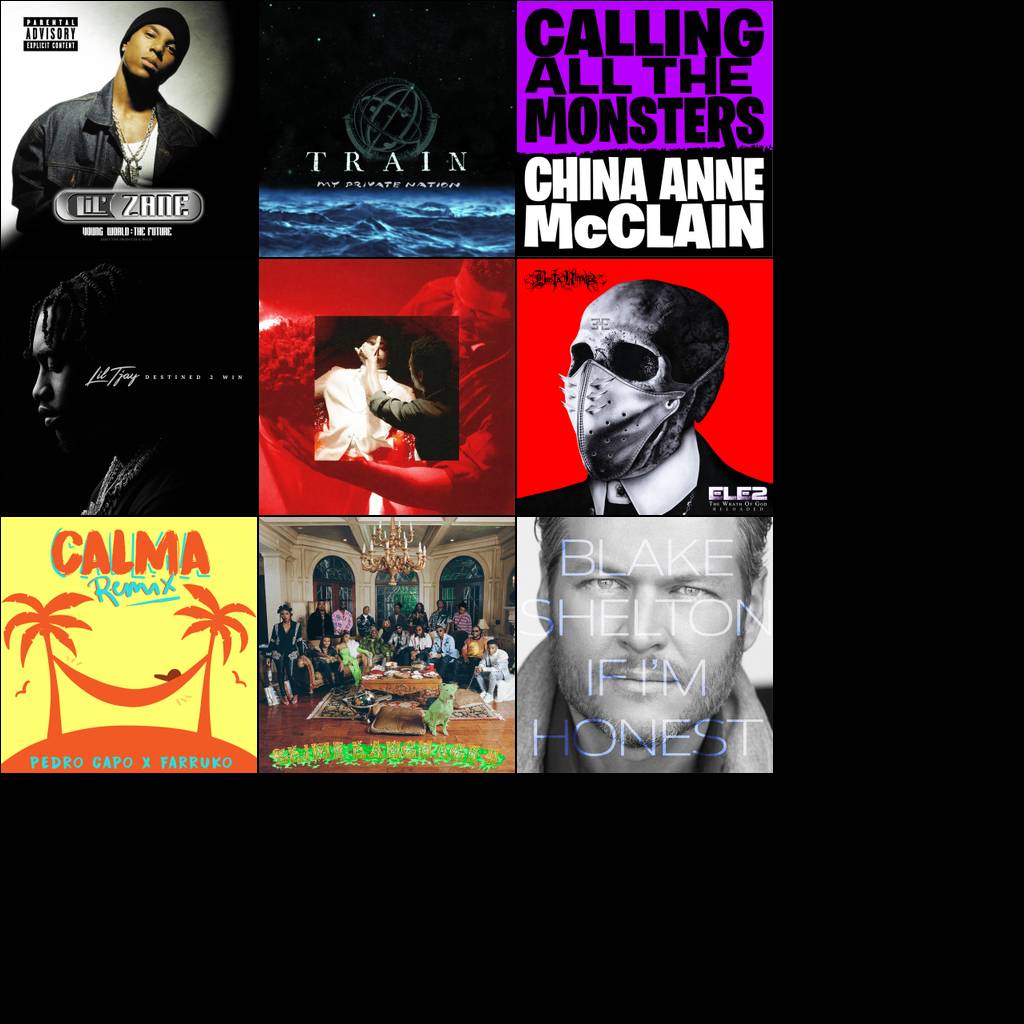 PARENTAL
ADVISORY
EXPLICIT CONTENT
LIL' ZANE
YOUNG WORLD: THE FUTURE
TRAIN
MY PRIVATE NATION
CALLING
ALL THE
MONSTERS
CHINA ANNE
McCLAIN
Lil Tjay DESTINED 2 WIN
Busta Rhymes
ELE2
THE WRATH OF GOD
RELOADED
CALMA
Remix
PEDRO CAPO X FARRUKO
BLAKE
SHELTON
IF I'M
HONEST